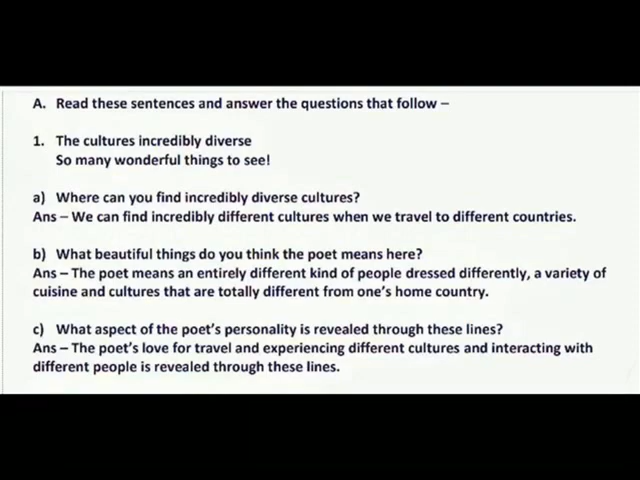 A. Read these sentences and answer the questions that follow –
1. The cultures incredibly diverse
So many wonderful things to see!
a) Where can you find incredibly diverse cultures?
Ans – We can find incredibly different cultures when we travel to different countries.
b) What beautiful things do you think the poet means here?
Ans – The poet means an entirely different kind of people dressed differently, a variety of
cuisine and cultures that are totally different from one's home country.
c) What aspect of the poet's personality is revealed through these lines?
Ans – The poet's love for travel and experiencing different cultures and interacting with
different people is revealed through these lines.